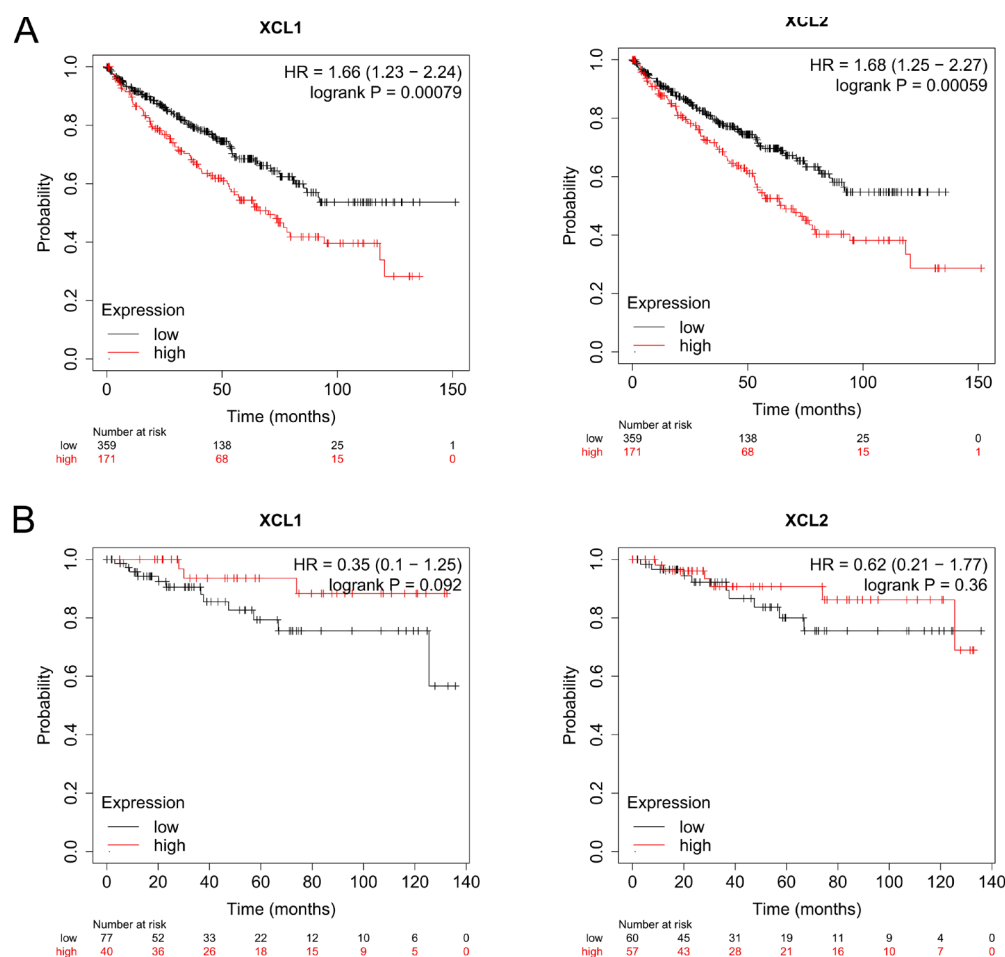 A
XCL1
HR = 1.66 (1.23 − 2.24)
logrank P = 0.00079
Probability
0.0 0.2 0.4 0.6 0.8 1.0
Expression
low
high
0 50 100 150
Time (months)
Number at risk
low 359 138 25 1
high 171 68 15 0
XCL2
HR = 1.68 (1.25 − 2.27)
logrank P = 0.00059
Probability
0.0 0.2 0.4 0.6 0.8 1.0
Expression
low
high
0 50 100 150
Time (months)
Number at risk
low 359 138 25 0
high 171 68 15 1
B
XCL1
HR = 0.35 (0.1 − 1.25)
logrank P = 0.092
Probability
0.0 0.2 0.4 0.6 0.8 1.0
Expression
low
high
0 20 40 60 80 100 120 140
Time (months)
Number at risk
low 77 52 33 22 12 10 6 0
high 40 36 26 18 15 9 5 0
XCL2
HR = 0.62 (0.21 − 1.77)
logrank P = 0.36
Probability
0.0 0.2 0.4 0.6 0.8 1.0
Expression
low
high
0 20 40 60 80 100 120 140
Time (months)
Number at risk
low 60 45 31 19 11 9 4 0
high 57 43 28 21 16 10 7 0